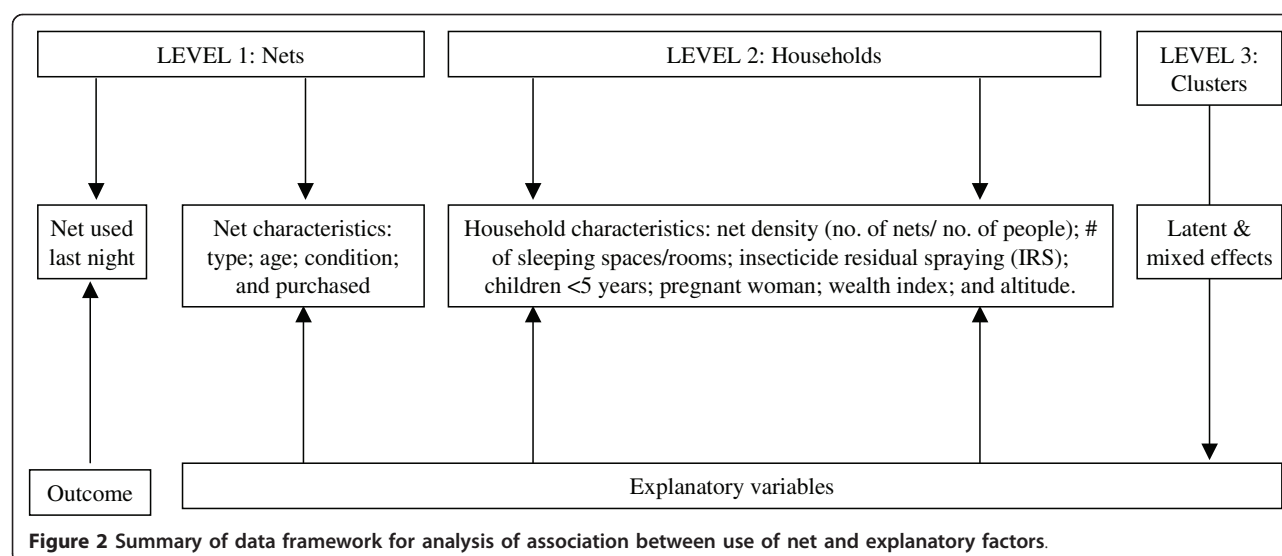 LEVEL 1: Nets
LEVEL 2: Households
LEVEL 3:
Clusters
Net used
last night
Net characteristics:
type; age; condition;
and purchased
Household characteristics: net density (no. of nets/ no. of people); #
of sleeping spaces/rooms; insecticide residual spraying (IRS);
children <5 years; pregnant woman; wealth index; and altitude.
Latent &
mixed effects
Outcome
Explanatory variables
Figure 2 Summary of data framework for analysis of association between use of net and explanatory factors.